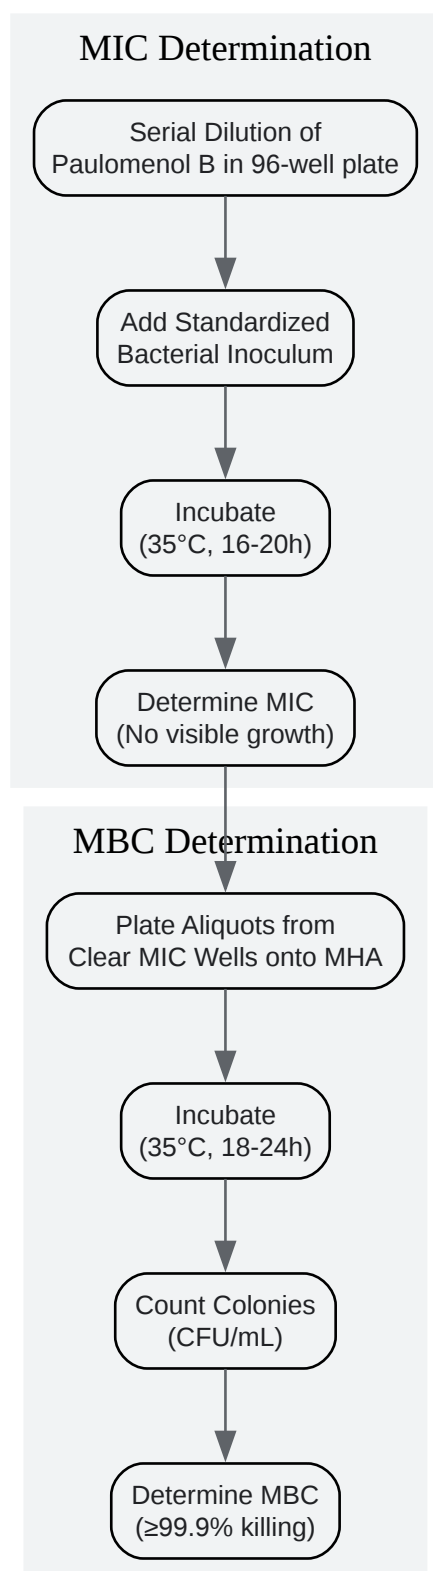 MIC Determination
Serial Dilution of
Paulomenol B in 96-well plate
Add Standardized
Bacterial Inoculum
Incubate
(35°C, 16-20h)
Determine MIC
(No visible growth)
MBC Determination
Plate Aliquots from
Clear MIC Wells onto MHA
Incubate
(35°C, 18-24h)
Count Colonies
(CFU/mL)
Determine MBC
(≥99.9% killing)